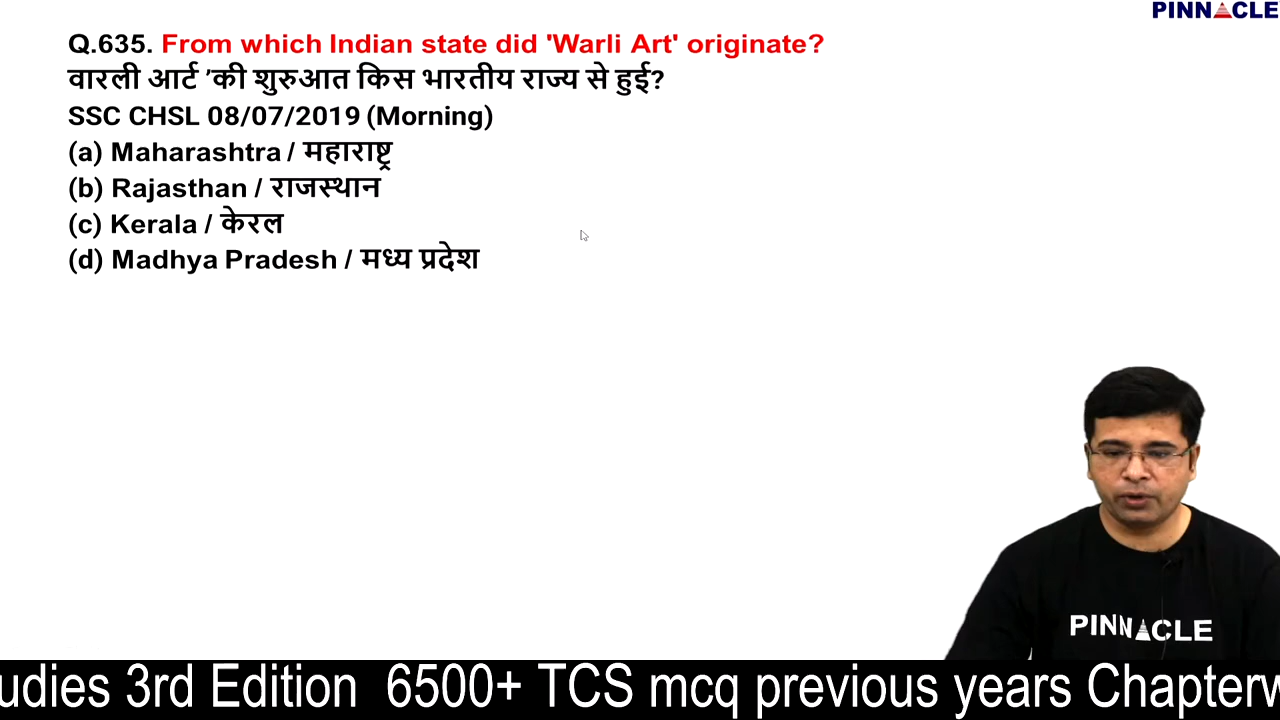 PINNACLE
Q.635. From which Indian state did 'Warli Art' originate?
वारली आर्ट ’की शुरुआत किस भारतीय राज्य से हुई?
SSC CHSL 08/07/2019 (Morning)
(a) Maharashtra / महाराष्ट्र
(b) Rajasthan / राजस्थान
(c) Kerala / केरल
(d) Madhya Pradesh / मध्य प्रदेश
PINNACLE
udies 3rd Edition 6500+ TCS mcq previous years Chapterw